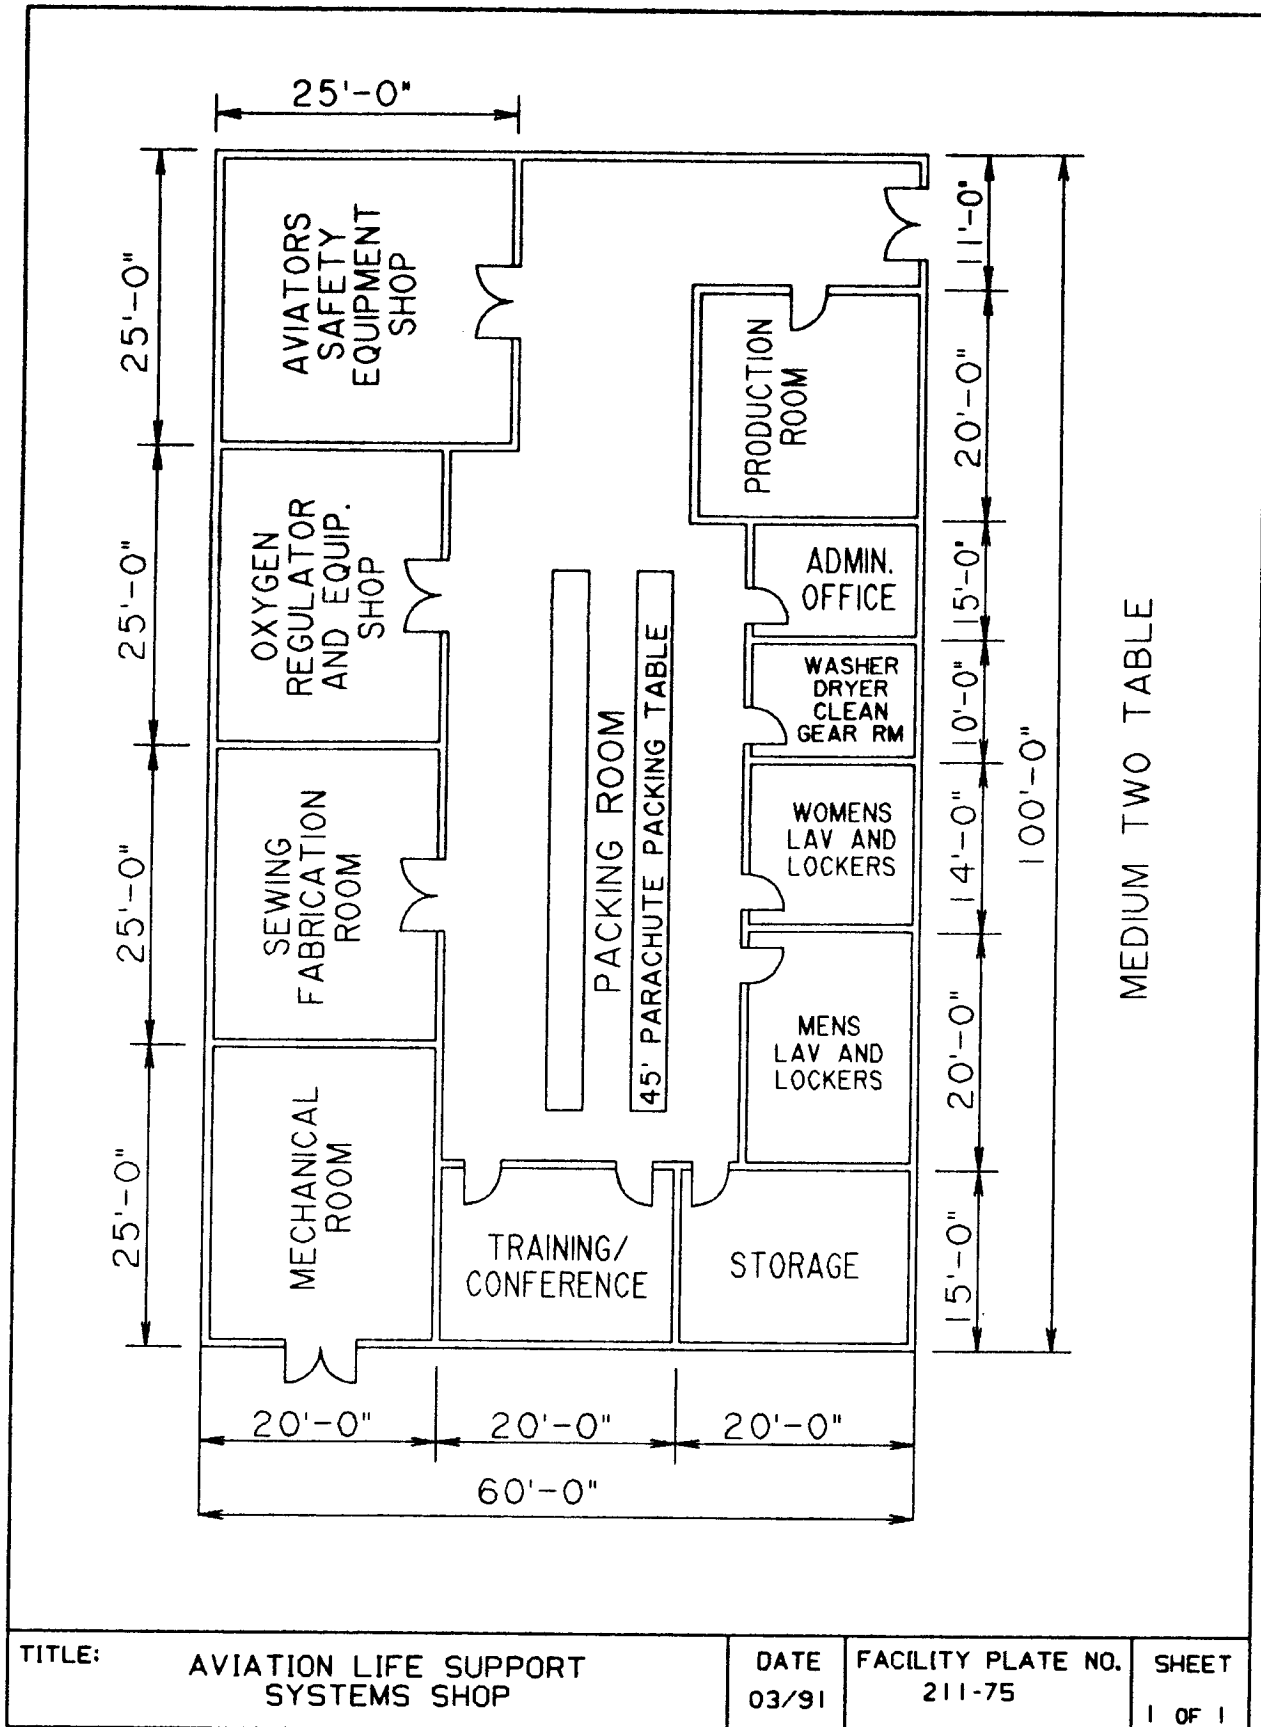 25'-0"
25'-0"
25'-0"
25'-0"
25'-0"
AVIATORS
SAFETY
EQUIPMENT
SHOP
OXYGEN
REGULATOR
AND EQUIP.
SHOP
SEWING
FABRICATION
ROOM
MECHANICAL
ROOM
PACKING ROOM
45' PARACHUTE PACKING TABLE
PRODUCTION
ROOM
ADMIN.
OFFICE
WASHER
DRYER
CLEAN
GEAR RM
WOMENS
LAV AND
LOCKERS
MENS
LAV AND
LOCKERS
TRAINING/
CONFERENCE
STORAGE
11'-0"
20'-0"
15'-0"
10'-0"
14'-0"
20'-0"
15'-0"
100'-0"
MEDIUM TWO TABLE
20'-0"
20'-0"
20'-0"
60'-0"
TITLE:
AVIATION LIFE SUPPORT
SYSTEMS SHOP
DATE
03/91
FACILITY PLATE NO.
211-75
SHEET
1 OF 1